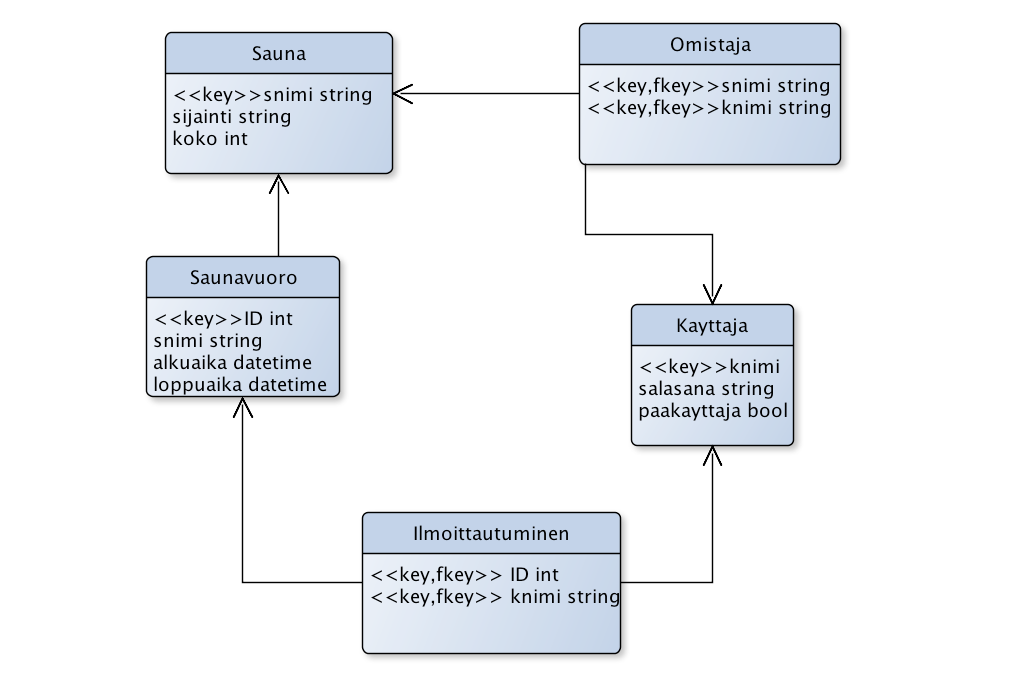 Sauna
<<key>>snimi string
sijainti string
koko int
Omistaja
<<key,fkey>>snimi string
<<key,fkey>>knimi string
Saunavuoro
<<key>>ID int
snimi string
alkuaika datetime
loppuaika datetime
Kayttaja
<<key>>knimi
salasana string
paakayttaja bool
Ilmoittautuminen
<<key,fkey>> ID int
<<key,fkey>> knimi string